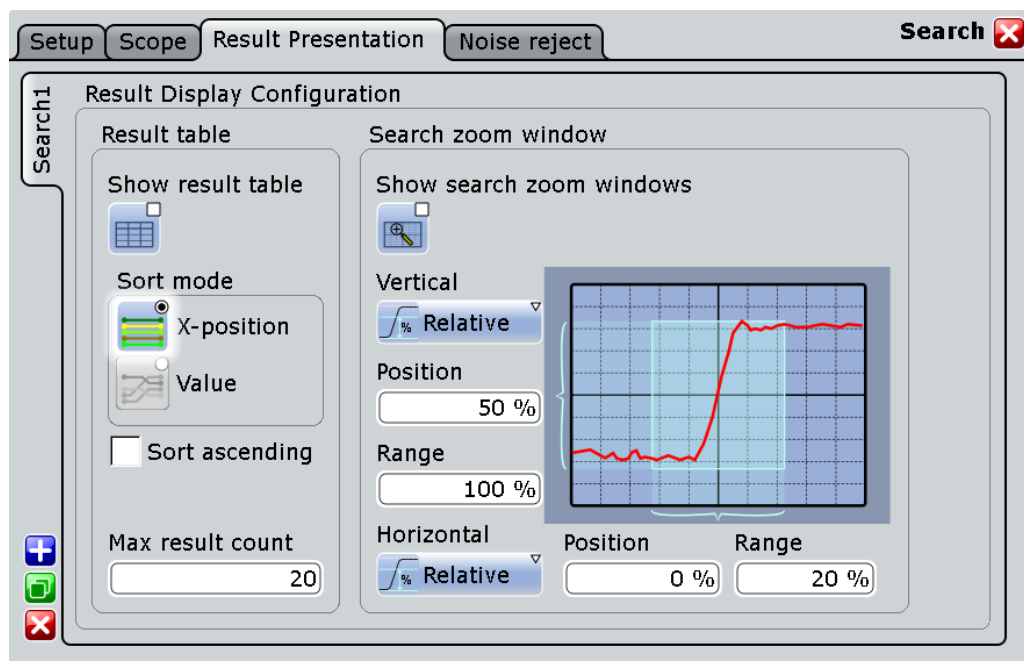 Setup
Scope
Result Presentation
Noise reject
Search
Search1
Result Display Configuration
Result table
Show result table
Sort mode
X-position
Value
Sort ascending
Max result count
20
Search zoom window
Show search zoom windows
Vertical
% Relative
Position
50 %
Range
100 %
Horizontal
% Relative
Position
0 %
Range
20 %